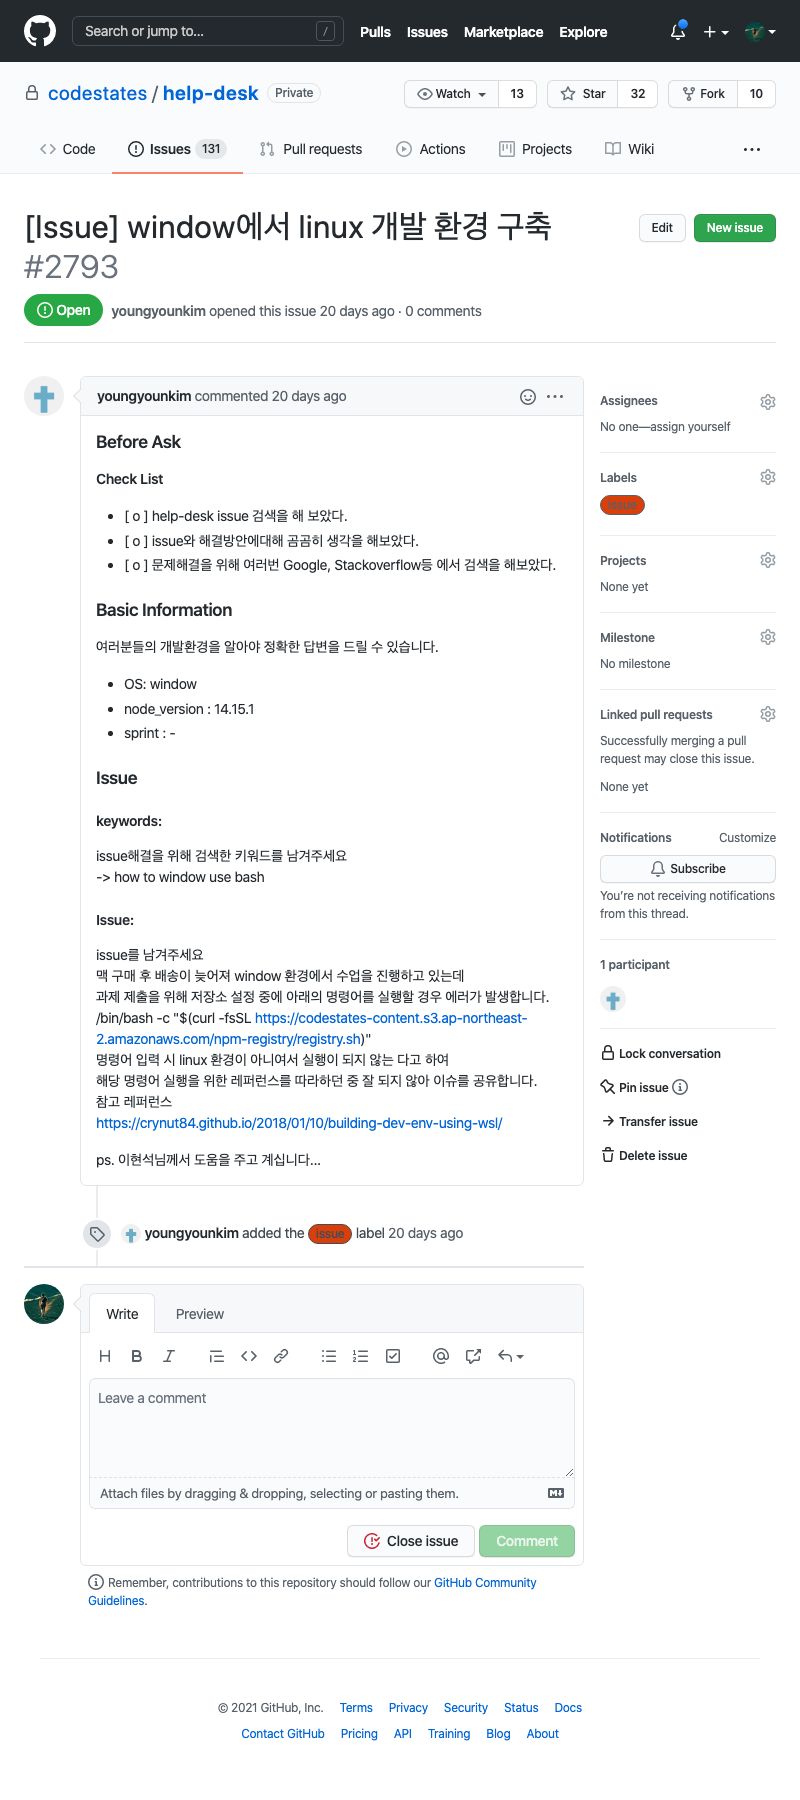 Search or jump to... /
Pulls Issues Marketplace Explore
codestates / help-desk Private
Watch 13 Star 32 Fork 10
Code Issues 131 Pull requests Actions Projects Wiki ...
[Issue] window에서 linux 개발 환경 구축
#2793
Edit New issue
Open youngyounkim opened this issue 20 days ago · 0 comments
youngyounkim commented 20 days ago
Before Ask
Check List
• [ o ] help-desk issue 검색을 해 보았다.
• [ o ] issue와 해결방안에대해 곰곰히 생각을 해보았다.
• [ o ] 문제해결을 위해 여러번 Google, Stackoverflow등 에서 검색을 해보았다.
Basic Information
여러분들의 개발환경을 알아야 정확한 답변을 드릴 수 있습니다.
• OS: window
• node_version : 14.15.1
• sprint : -
Issue
keywords:
issue해결을 위해 검색한 키워드를 남겨주세요
-> how to window use bash
Issue:
issue를 남겨주세요
맥 구매 후 배송이 늦어져 window 환경에서 수업을 진행하고 있는데
과제 제출을 위해 저장소 설정 중에 아래의 명령어를 실행할 경우 에러가 발생합니다.
/bin/bash -c "$(curl -fsSL https://codestates-content.s3.ap-northeast-
2.amazonaws.com/npm-registry/registry.sh)"
명령어 입력 시 linux 환경이 아니여서 실행이 되지 않는 다고 하여
해당 명령어 실행을 위한 레퍼런스를 따라하던 중 잘 되지 않아 이슈를 공유합니다.
참고 레퍼런스
https://crynut84.github.io/2018/01/10/building-dev-env-using-wsl/
ps. 이현석님께서 도움을 주고 계십니다...
youngyounkim added the issue label 20 days ago
Assignees
No one—assign yourself
Labels
issue
Projects
None yet
Milestone
No milestone
Linked pull requests
Successfully merging a pull
request may close this issue.
None yet
Notifications Customize
Subscribe
You're not receiving notifications
from this thread.
1 participant
Lock conversation
Pin issue
Transfer issue
Delete issue
Write Preview
H B I
Leave a comment
Attach files by dragging & dropping, selecting or pasting them.
Close issue Comment
Remember, contributions to this repository should follow our GitHub Community
Guidelines.
© 2021 GitHub, Inc. Terms Privacy Security Status Docs
Contact GitHub Pricing API Training Blog About